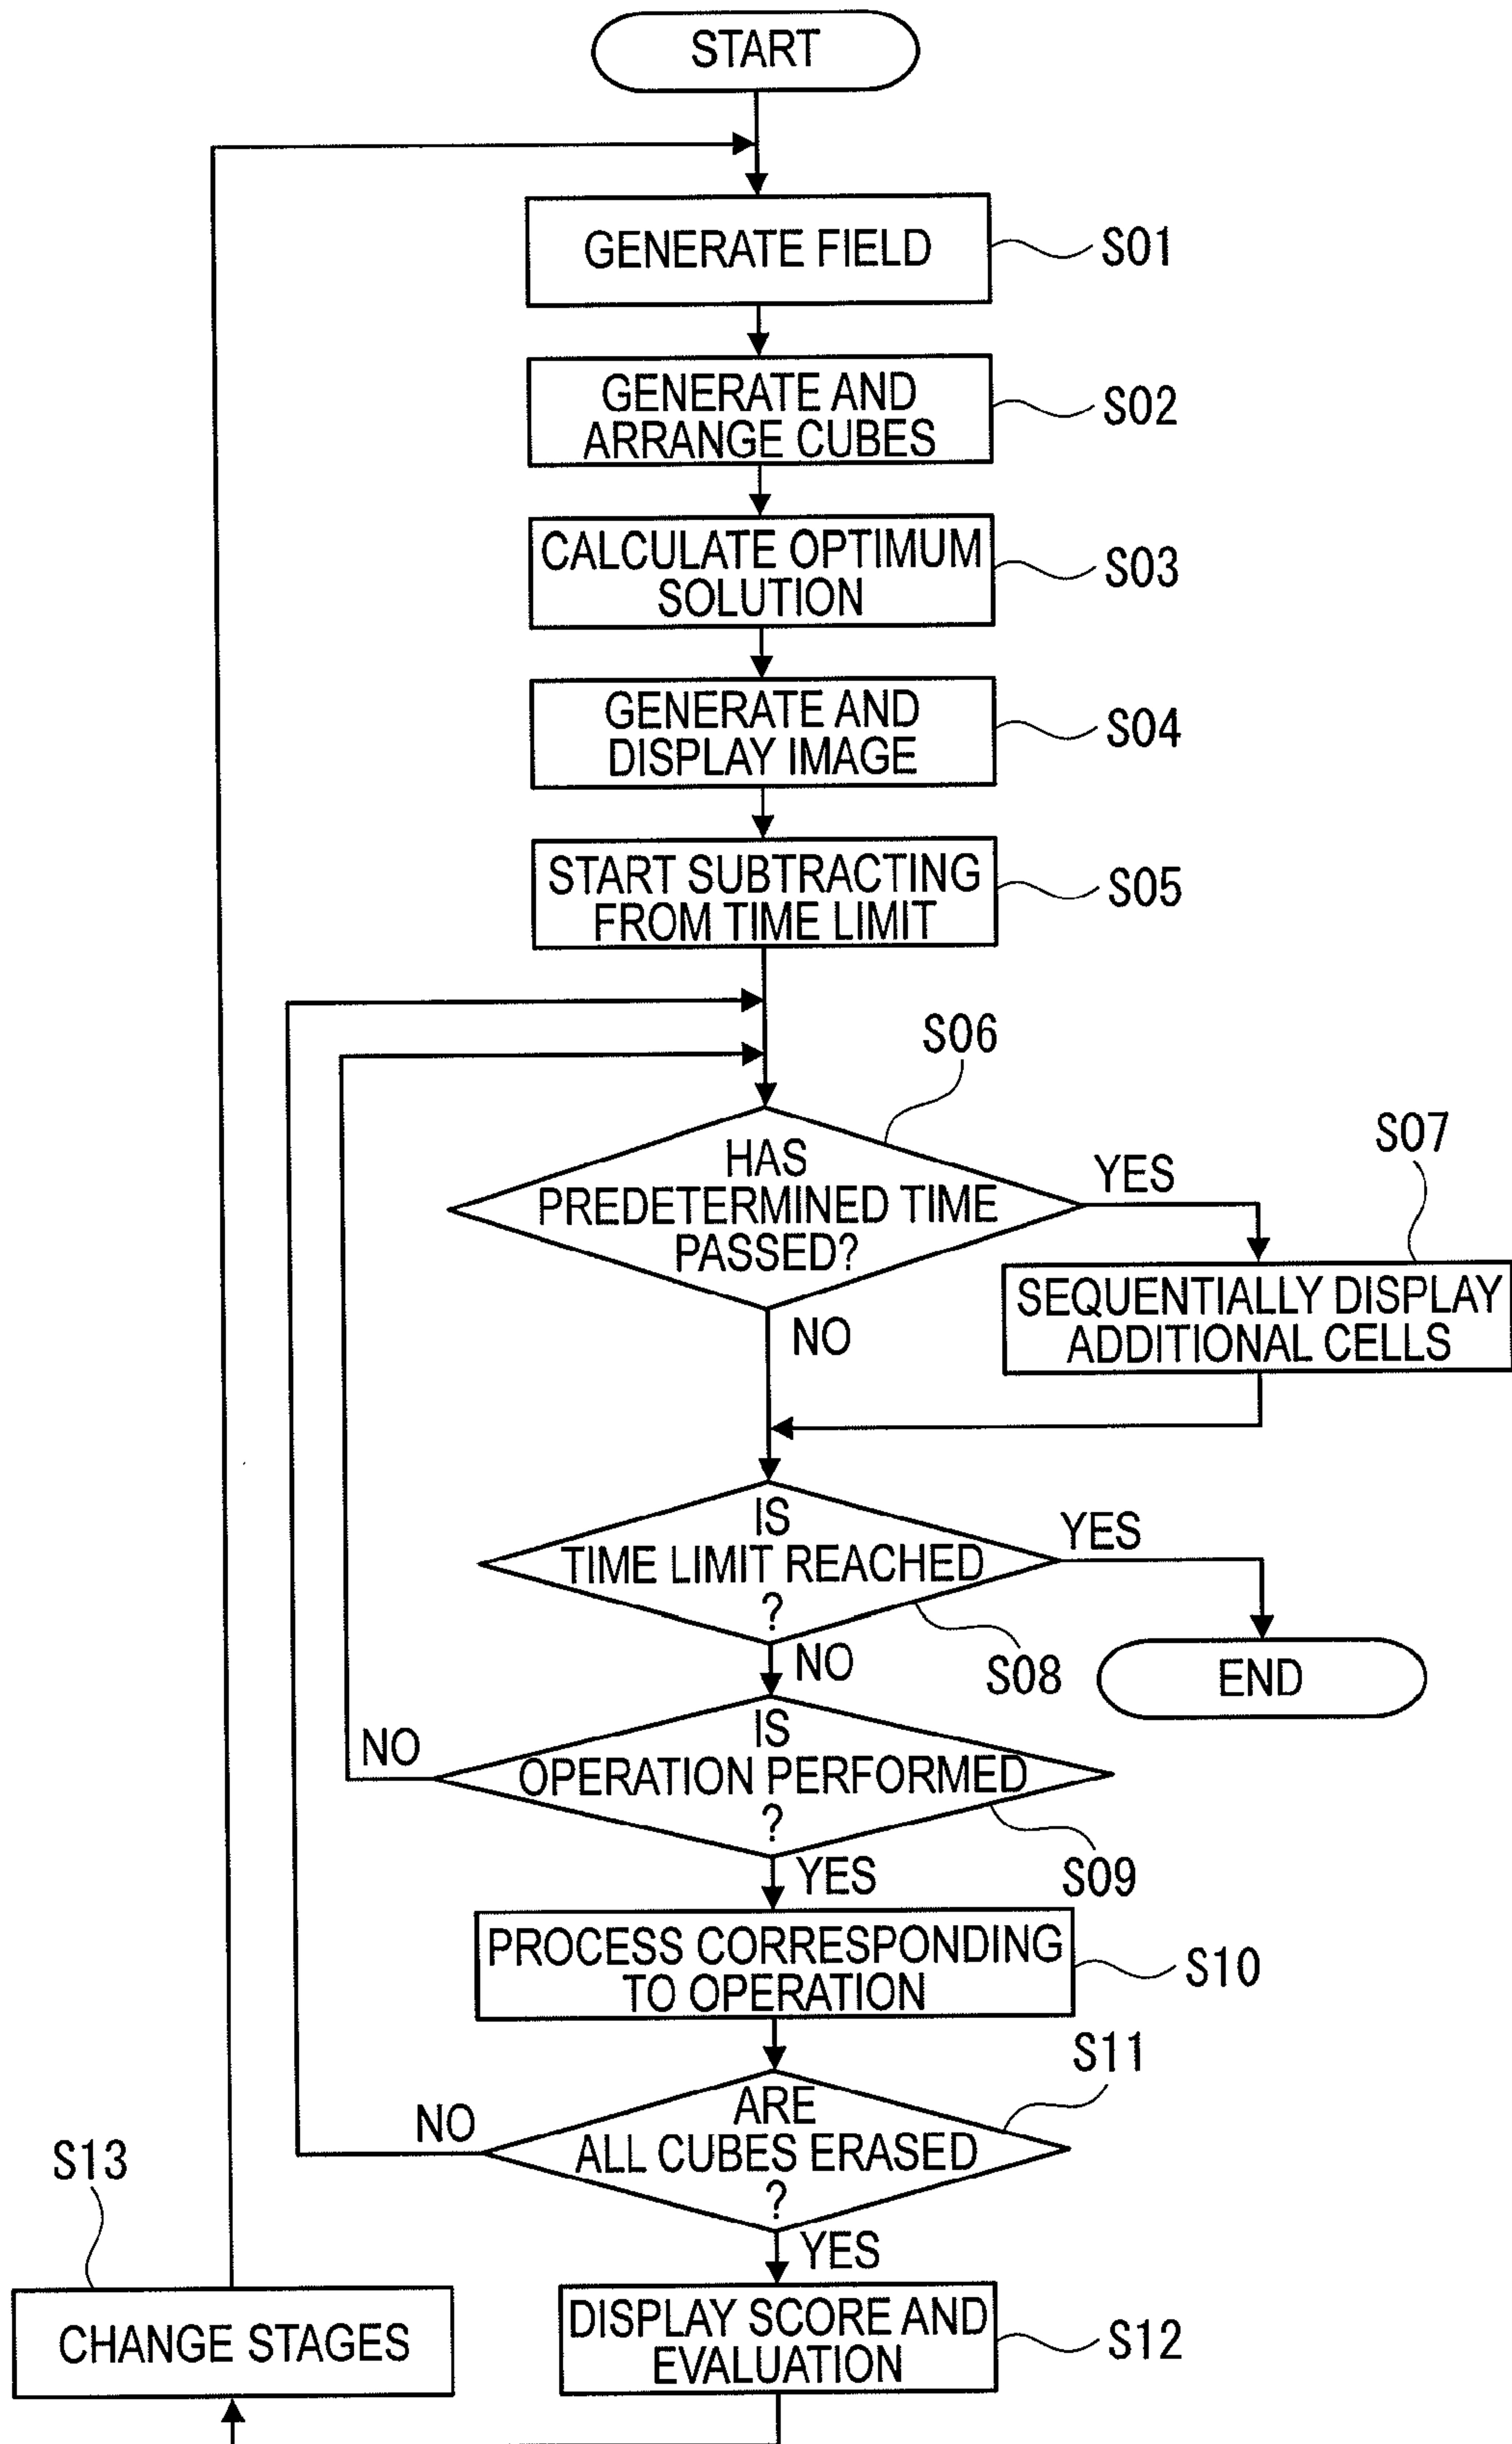 START
GENERATE FIELD
S01
GENERATE AND
ARRANGE CUBES
S02
CALCULATE OPTIMUM
SOLUTION
S03
GENERATE AND
DISPLAY IMAGE
S04
START SUBTRACTING
FROM TIME LIMIT
S05
S06
HAS
PREDETERMINED TIME
PASSED?
YES
S07
SEQUENTIALLY DISPLAY
ADDITIONAL CELLS
NO
IS
TIME LIMIT REACHED
?
YES
S08
END
NO
IS
OPERATION PERFORMED
?
NO
S09
YES
PROCESS CORRESPONDING
TO OPERATION
S10
S11
ARE
ALL CUBES ERASED
?
NO
YES
S13
CHANGE STAGES
DISPLAY SCORE AND
EVALUATION
S12